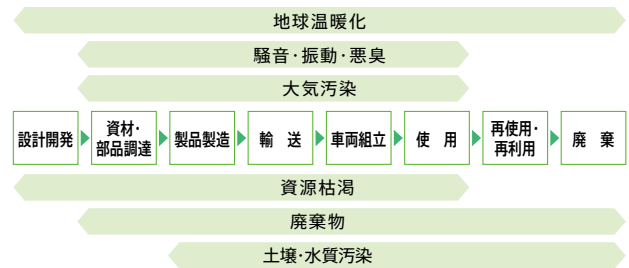 地球温暖化
騒音・振動・悪臭
大気汚染
設計開発
資材・
部品調達
製品製造
輸　送
車両組立
使　用
再使用・
再利用
廃　棄
資源枯渇
廃棄物
土壌・水質汚染